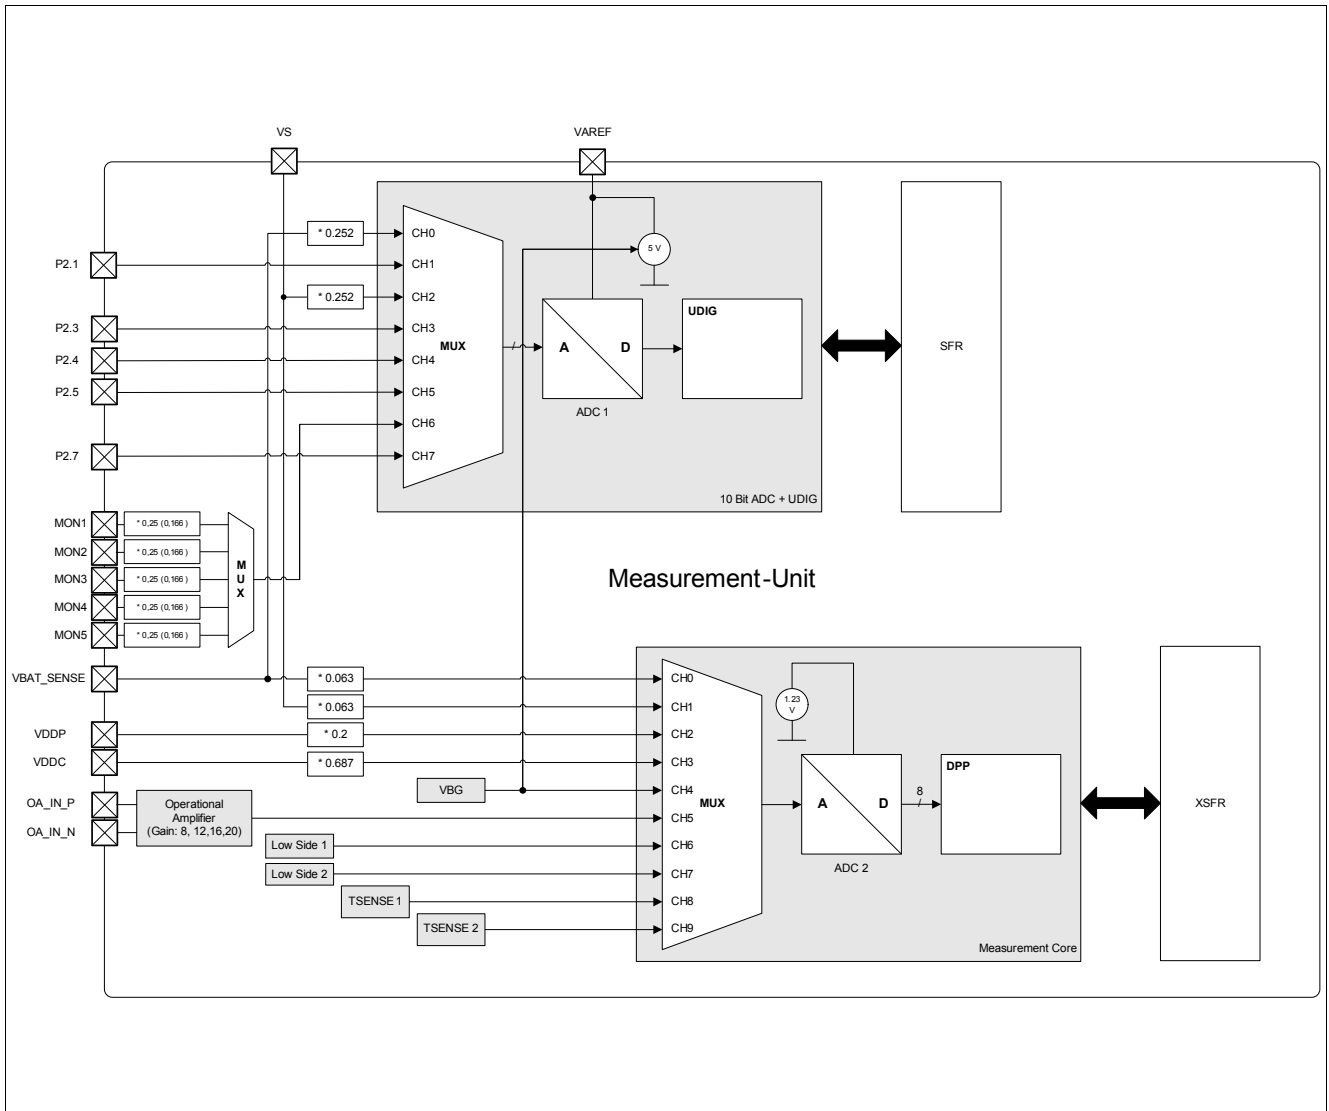 VS
VAREF
* 0.252
CH0
5 V
P2.1
CH1
* 0.252
CH2
UDIG
P2.3
CH3
MUX
A
D
SFR
P2.4
CH4
P2.5
CH5
ADC 1
CH6
P2.7
CH7
10 Bit ADC + UDIG
MON1
* 0,25 (0,166 )
MON2
* 0,25 (0,166 )
MON3
* 0,25 (0,166 )
MON4
* 0,25 (0,166 )
MON5
* 0,25 (0,166 )
M
U
X
Measurement-Unit
VBAT_SENSE
* 0.063
CH0
1.23
V
* 0.063
CH1
VDDP
* 0.2
CH2
VDDC
* 0.687
CH3
DPP
VBG
CH4
MUX
A
D
8
XSFR
OA_IN_P
OA_IN_N
Operational
Amplifier
(Gain: 8, 12,16,20)
CH5
Low Side 1
CH6
ADC 2
Low Side 2
CH7
TSENSE 1
CH8
TSENSE 2
CH9
Measurement Core